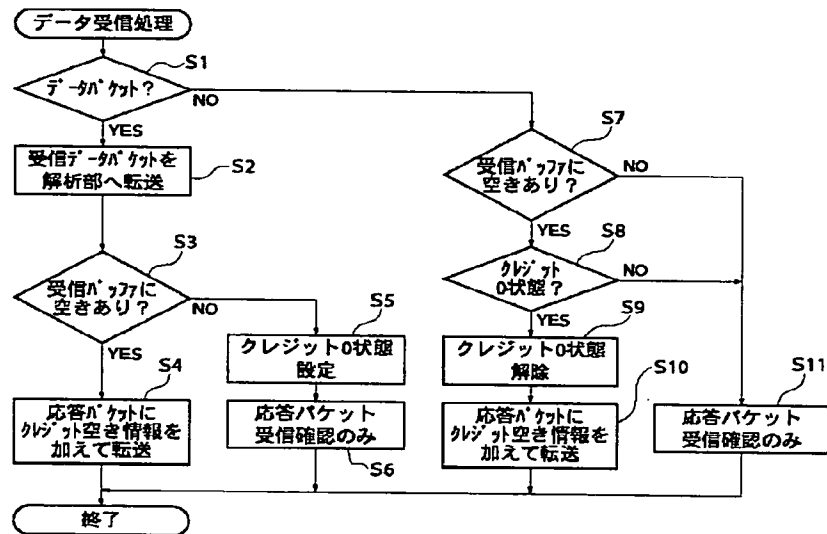 データ受信処理
S1
データパケット?
NO
YES
受信データパケットを
解析部へ転送
S2
S3
受信バッファに
空きあり?
NO
YES
S4
応答パケットに
クレジット空き情報を
加えて転送
S5
クレジット0状態
設定
応答パケット
受信確認のみ
S6
S7
受信バッファに
空きあり?
NO
YES
S8
クレジット
0状態?
NO
YES
S9
クレジット0状態
解除
S10
応答パケットに
クレジット空き情報を
加えて転送
S11
応答パケット
受信確認のみ
終了